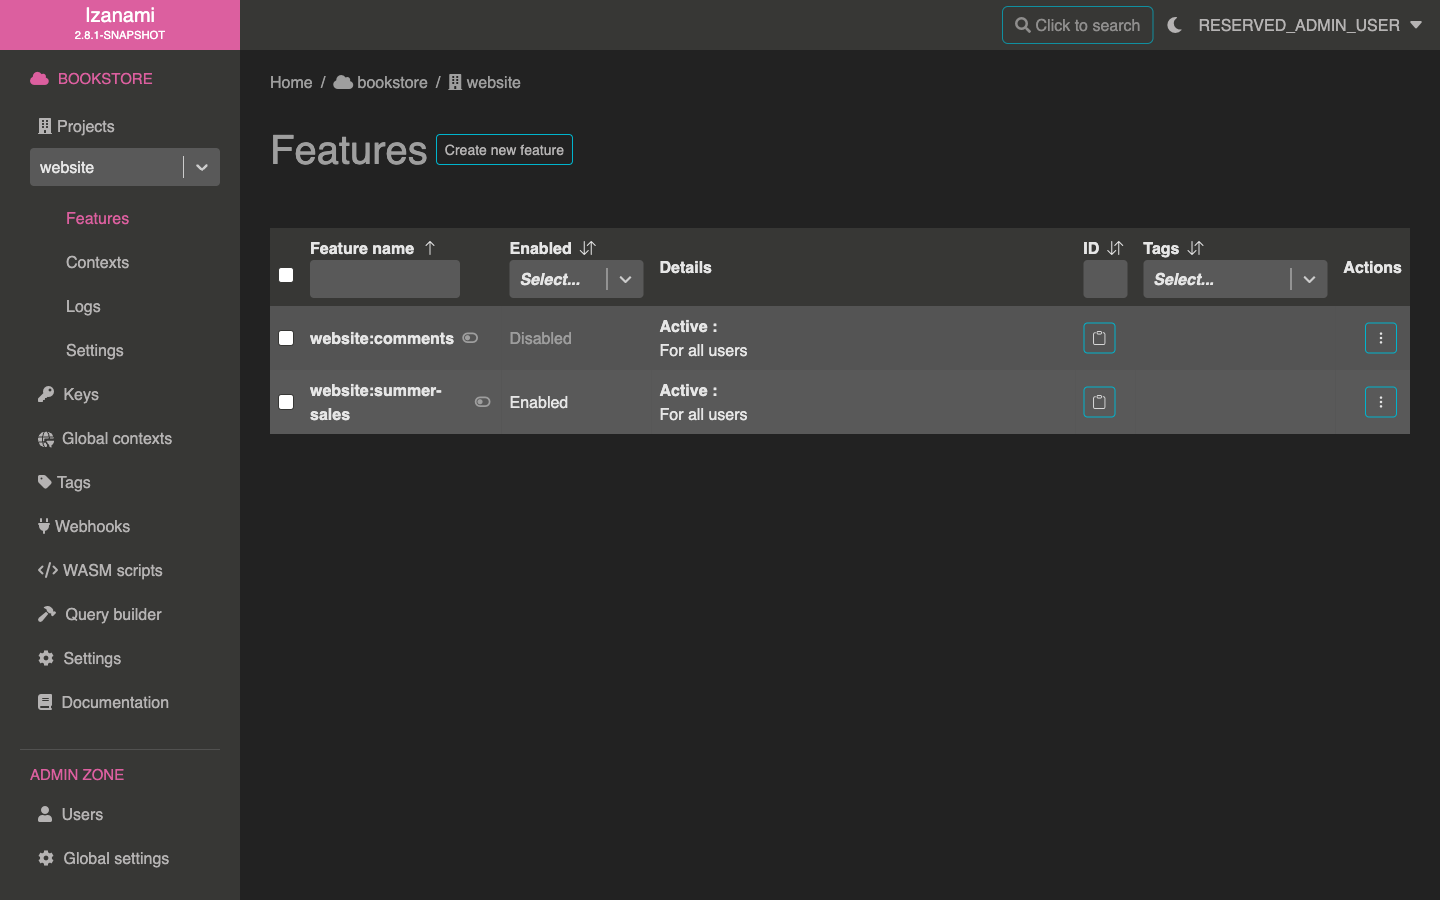 Izanami
2.8.1-SNAPSHOT
Click to search
RESERVED_ADMIN_USER
BOOKSTORE
Projects
website
Features
Contexts
Logs
Settings
Keys
Global contexts
Tags
Webhooks
WASM scripts
Query builder
Settings
Documentation
ADMIN ZONE
Users
Global settings
Home / bookstore / website
Features
Create new feature
Feature name Enabled Details ID Tags Actions
Select... Select...
website:comments Disabled Active :
For all users
website:summer-
sales Enabled Active :
For all users